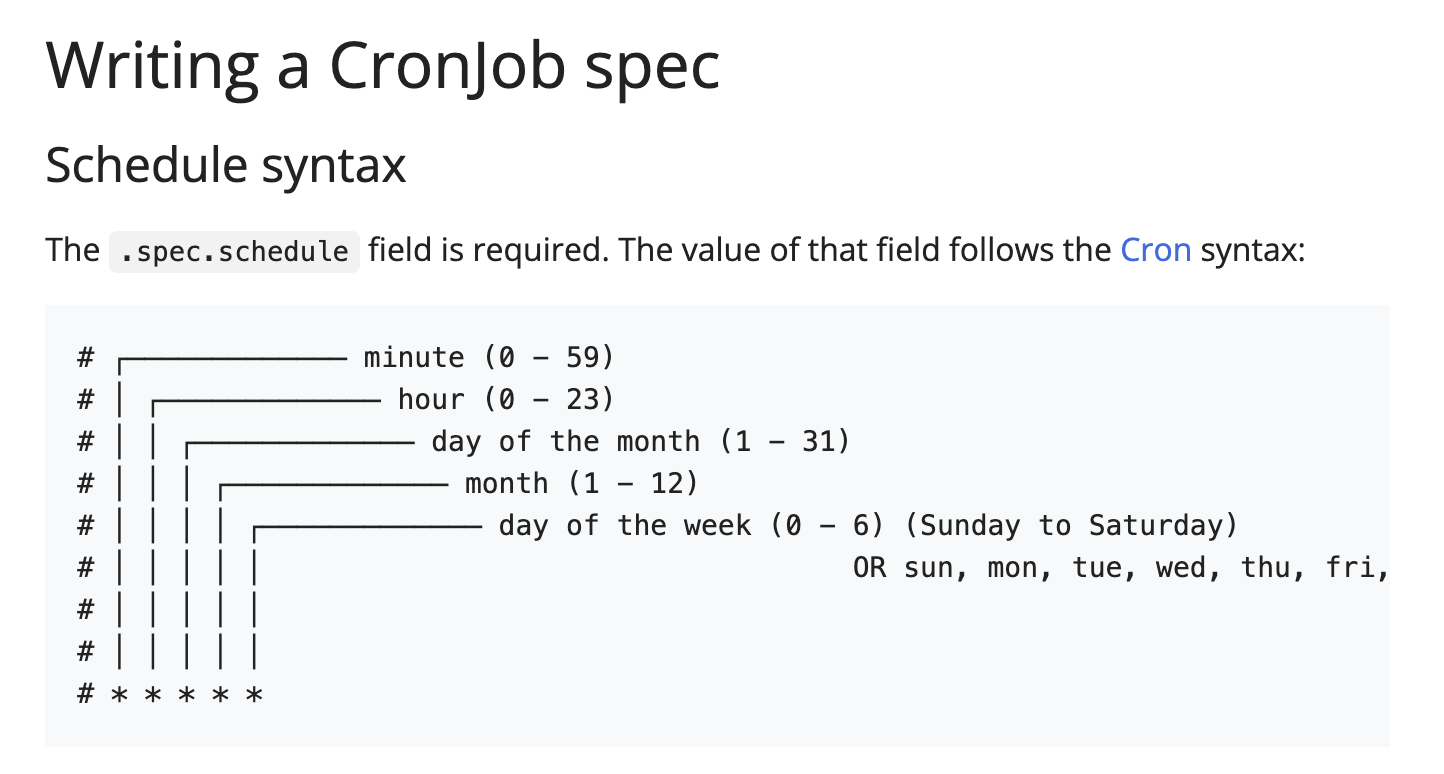 Writing a CronJob spec
Schedule syntax
The .spec.schedule field is required. The value of that field follows the Cron syntax:
# ┌───────────── minute (0 - 59)
# │ ┌───────────── hour (0 - 23)
# │ │ ┌───────────── day of the month (1 - 31)
# │ │ │ ┌───────────── month (1 - 12)
# │ │ │ │ ┌───────────── day of the week (0 - 6) (Sunday to Saturday)
# │ │ │ │ │                                   OR sun, mon, tue, wed, thu, fri,
# │ │ │ │ │
# │ │ │ │ │
# * * * * *